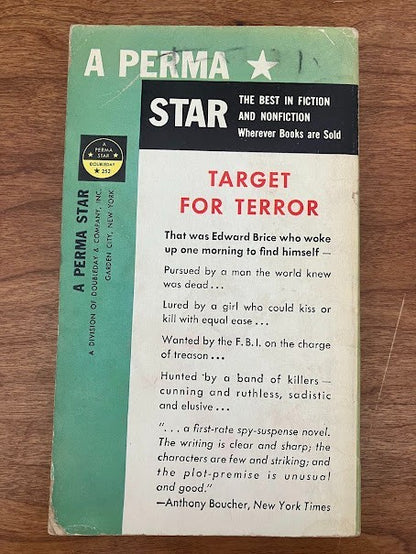 A PERMA ★
STAR
THE BEST IN FICTION
AND NONFICTION
Wherever Books are Sold
A
PERMA
★ STAR ★
DOUBLEDAY
★ 252
A PERMA STAR
A DIVISION OF DOUBLEDAY & COMPANY, INC.
GARDEN CITY, NEW YORK
TARGET
FOR TERROR
That was Edward Brice who woke
up one morning to find himself —
Pursued by a man the world knew
was dead . . .
Lured by a girl who could kiss or
kill with equal ease . . .
Wanted by the F.B.I. on the charge
of treason . . .
Hunted by a band of killers —
cunning and ruthless, sadistic
and elusive . . .
". . . a first-rate spy-suspense novel.
The writing is clear and sharp; the
characters are few and striking; and
the plot-premise is unusual
and good."
—Anthony Boucher, New York Times